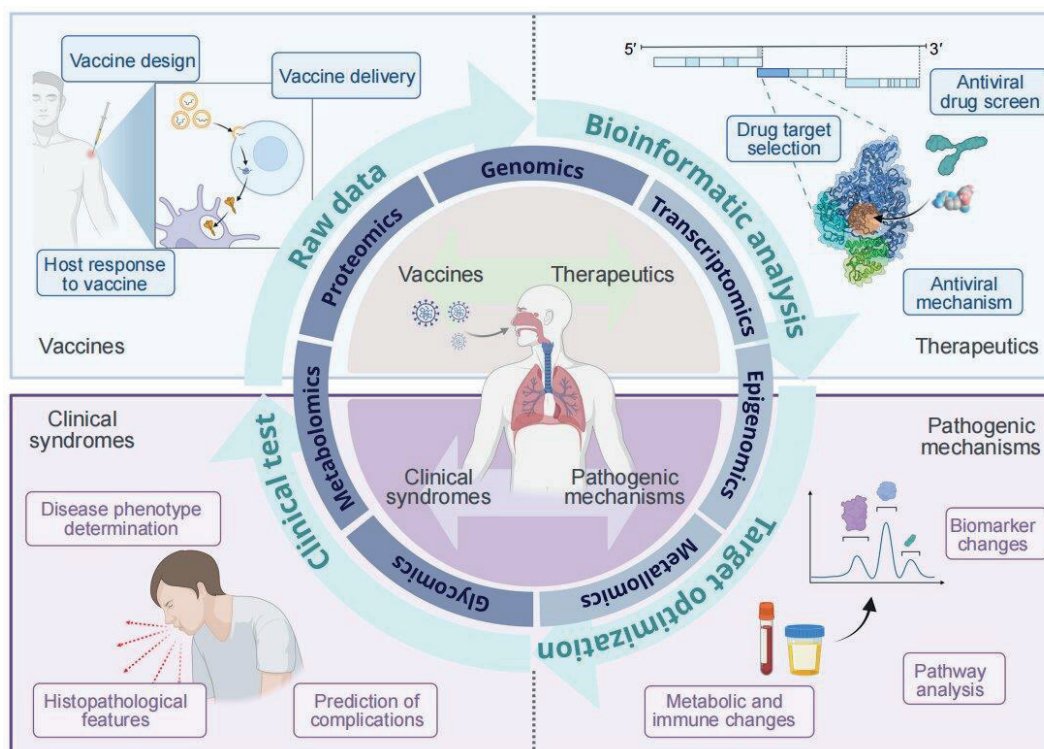 Vaccine design
Vaccine delivery
Host response
to vaccine
Vaccines
5′
3′
Antiviral
drug screen
Drug target
selection
Antiviral
mechanism
Therapeutics
Raw data
Bioinformatic analysis
Target optimization
Clinical test
Genomics
Transcriptomics
Epigenomics
Metallomics
Glycomics
Metabolomics
Proteomics
Vaccines
Therapeutics
Clinical
syndromes
Pathogenic
mechanisms
Clinical
syndromes
Disease phenotype
determination
Histopathological
features
Prediction of
complications
Pathogenic
mechanisms
Biomarker
changes
Metabolic and
immune changes
Pathway
analysis